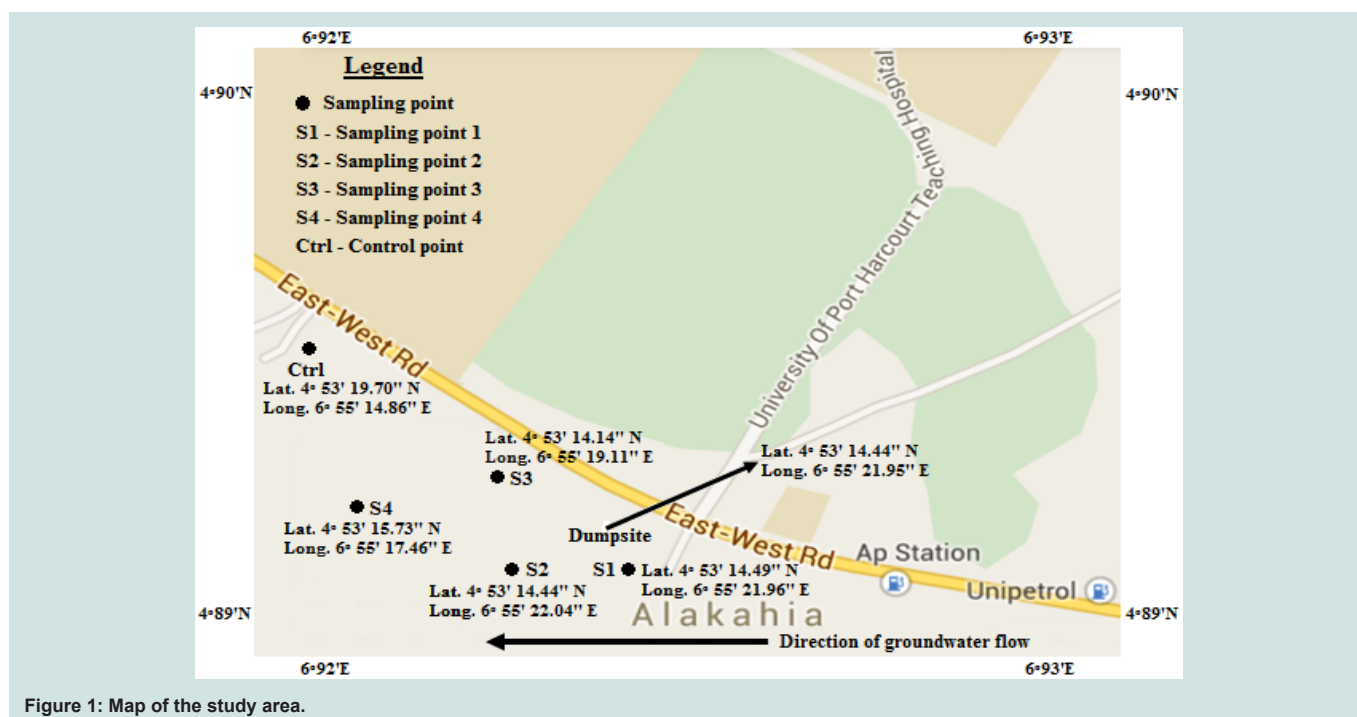 6∘92'E
6∘93'E
4∘90'N
4∘90'N
Legend
Sampling point
S1 - Sampling point 1
S2 - Sampling point 2
S3 - Sampling point 3
S4 - Sampling point 4
Ctrl - Control point
University Of Port Harcourt Teaching Hospital
East-West Rd
Ctrl
Lat. 4∘ 53' 19.70" N
Long. 6∘ 55' 14.86" E
Lat. 4∘ 53' 14.14" N
Long. 6∘ 55' 19.11" E
S3
Lat. 4∘ 53' 14.44" N
Long. 6∘ 55' 21.95" E
S4
Lat. 4∘ 53' 15.73" N
Long. 6∘ 55' 17.46" E
Dumpsite
East-West Rd
Ap Station
Unipetrol
S2
Lat. 4∘ 53' 14.44" N
Long. 6∘ 55' 22.04" E
S1
Lat. 4∘ 53' 14.49" N
Long. 6∘ 55' 21.96" E
Alakahia
4∘89'N
4∘89'N
Direction of groundwater flow
6∘92'E
6∘93'E
Figure 1: Map of the study area.